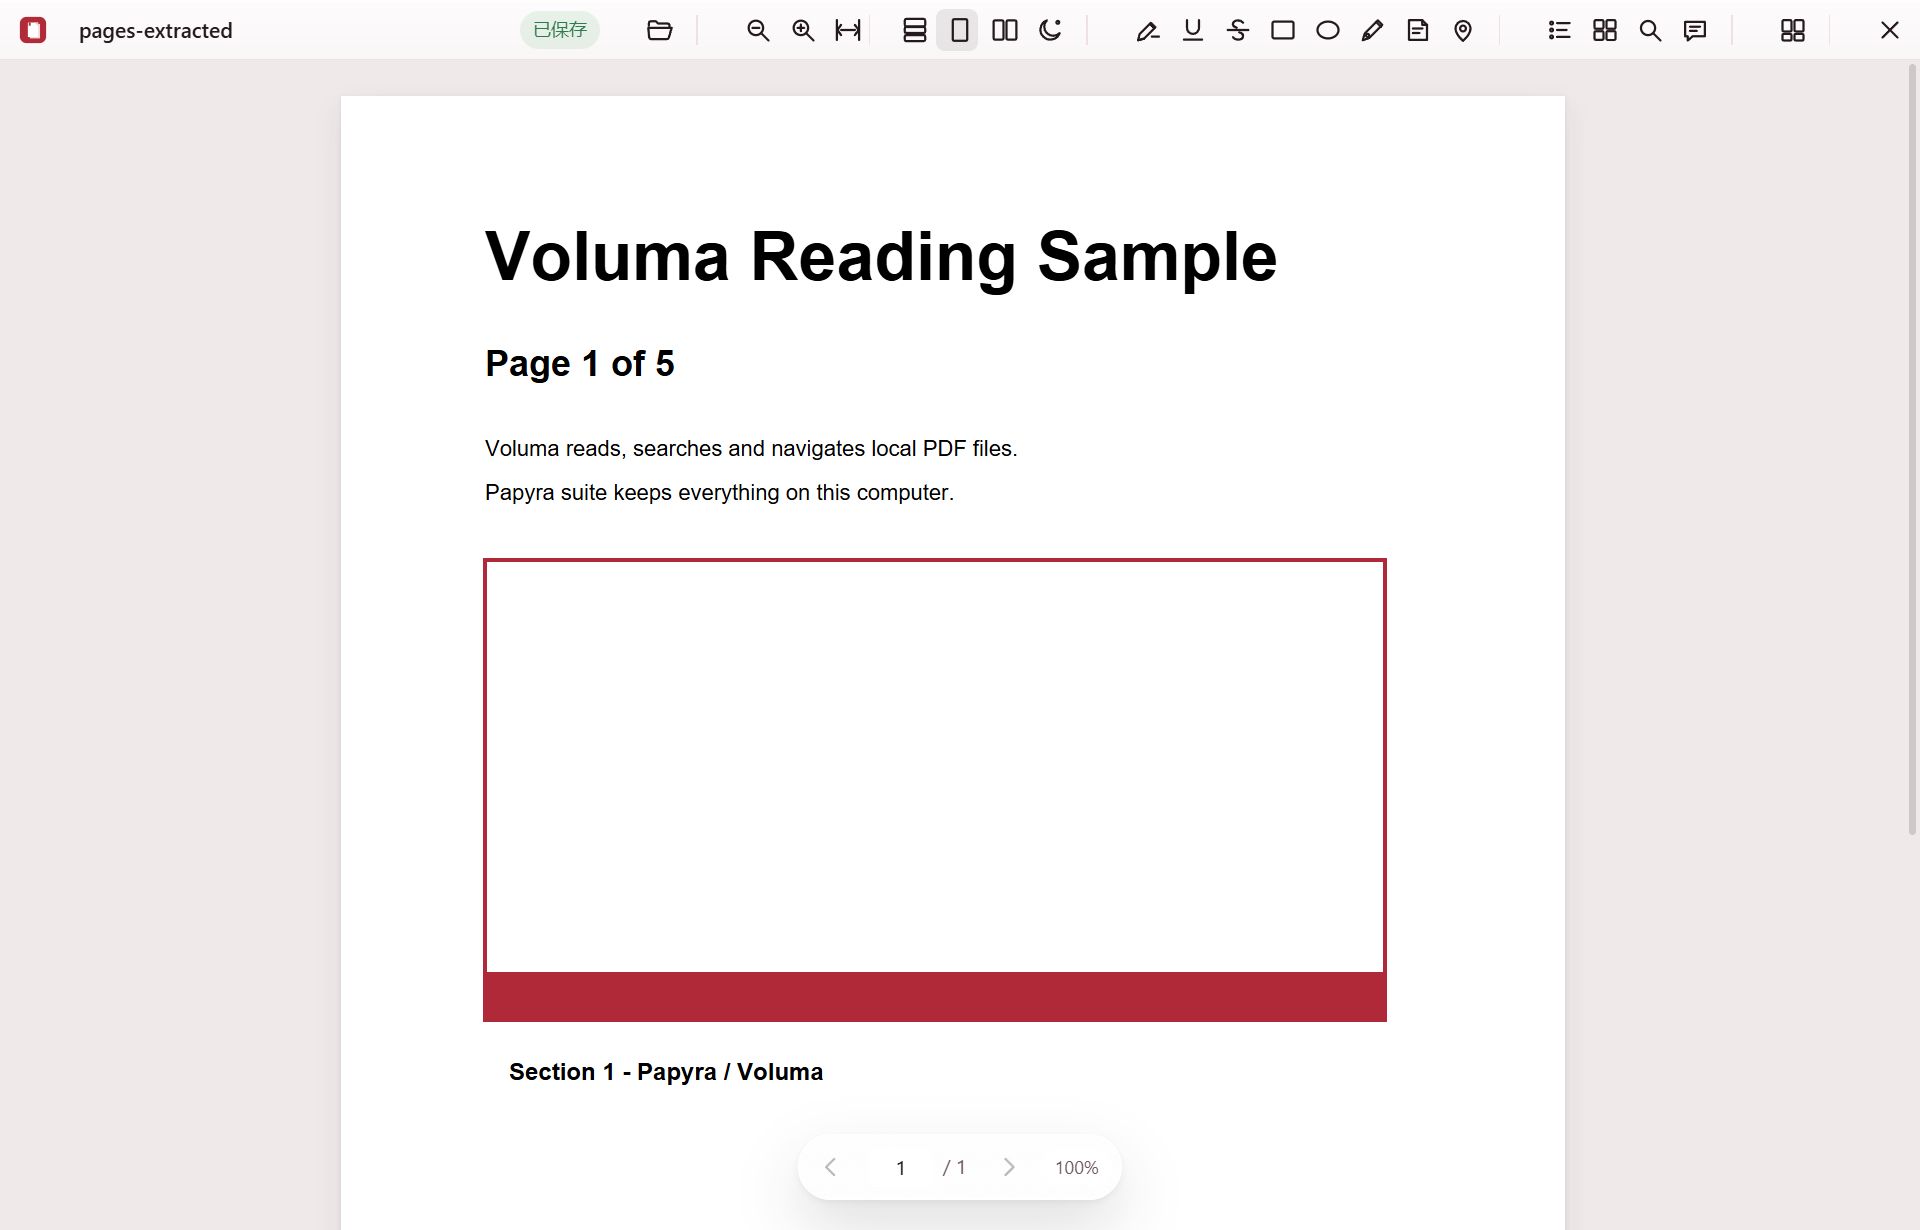 pages-extracted
已保存
Voluma Reading Sample
Page 1 of 5
Voluma reads, searches and navigates local PDF files.
Papyra suite keeps everything on this computer.
Section 1 - Papyra / Voluma
1 / 1 100%